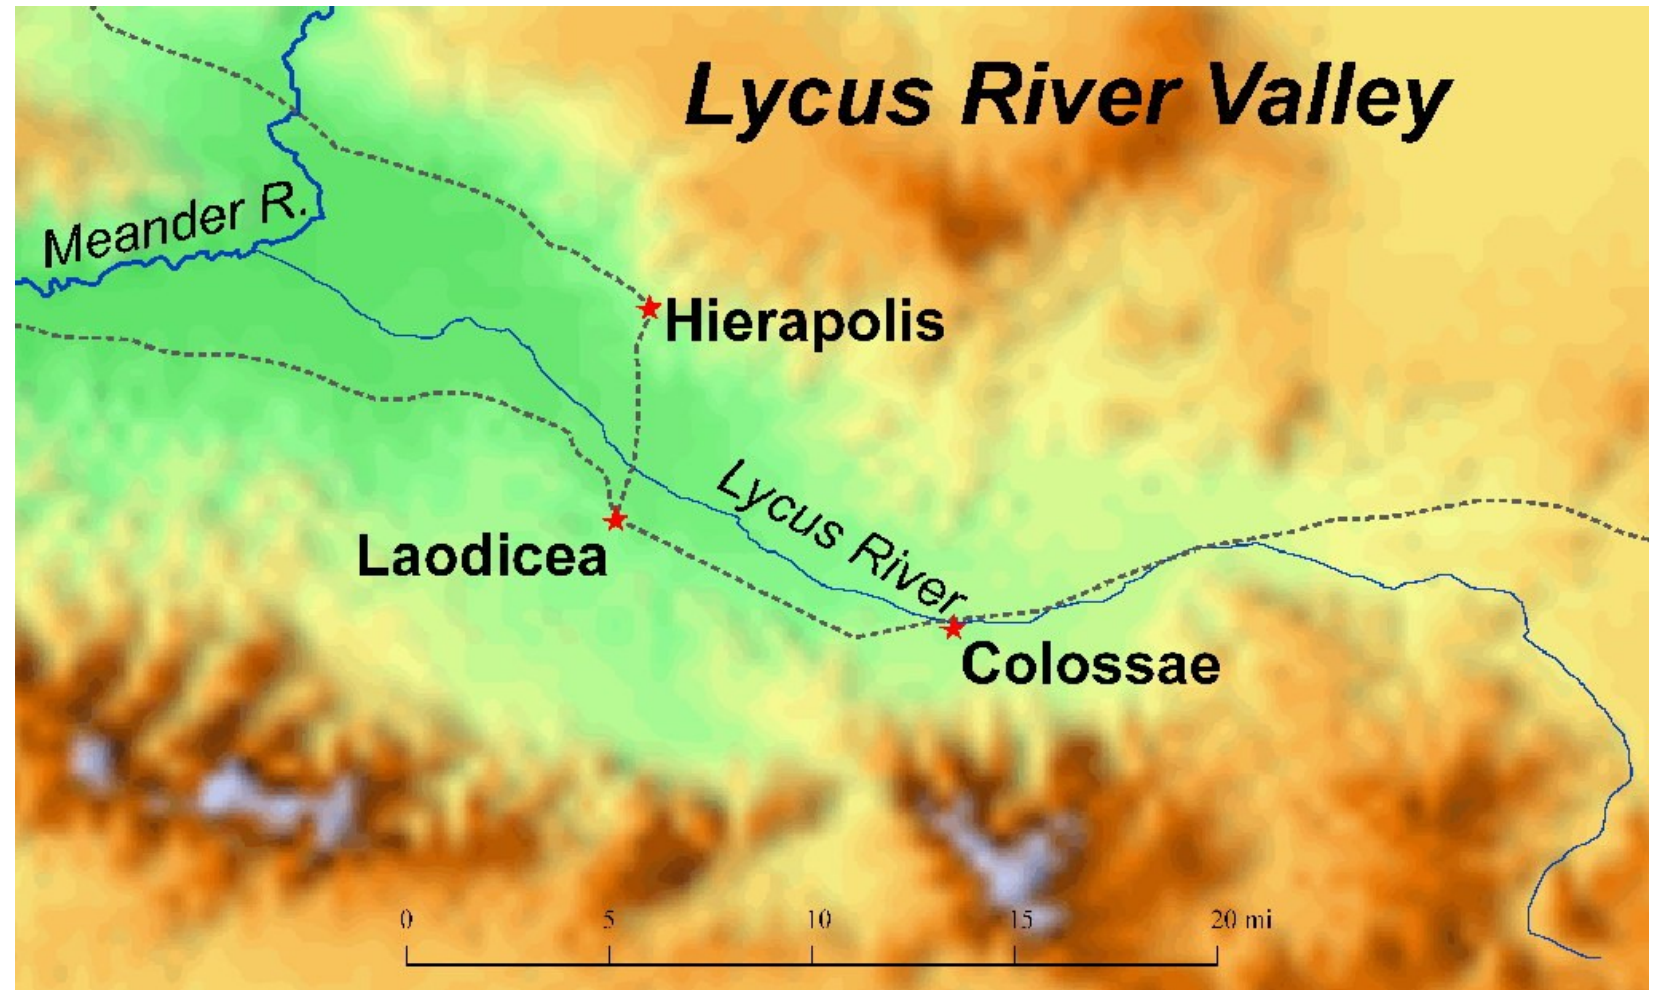 Lycus River Valley
Meander R.
Hierapolis
Lycus River
Laodicea
Colossae
0 5 10 15 20 mi